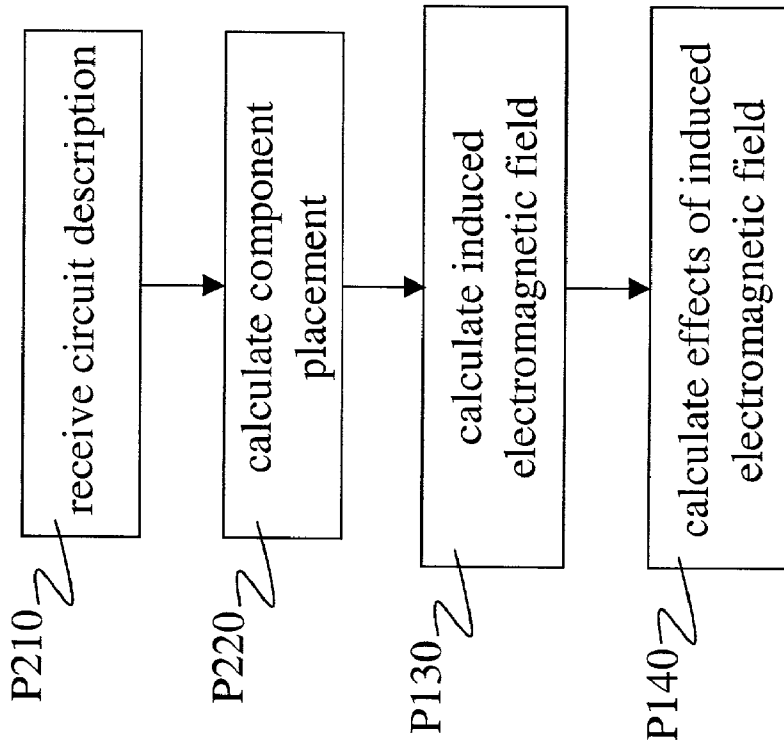 P210
receive circuit description
P220
calculate component
placement
P130
calculate induced
electromagnetic field
P140
calculate effects of induced
electromagnetic field